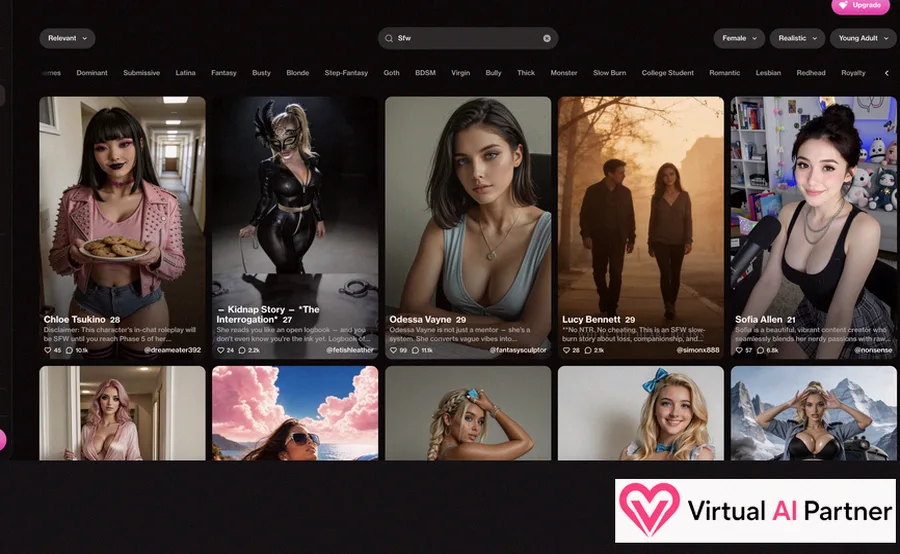 Upgrade
Relevant
Sfw
Female
Realistic
Young Adult
Dominant
Submissive
Latina
Fantasy
Busty
Blonde
Step-Fantasy
Goth
BDSM
Virgin
Bully
Thick
Monster
Slow Burn
College Student
Romantic
Lesbian
Redhead
Royalty
Chloe Tsukino 28
Disclaimer: This character's in-chat roleplay will
be SFW until you reach Phase 5 of her...
45 10.1k @dreameater392
— Kidnap Story — *The
Interrogation* 27
She reads you like an open logbook — and you
don't even know you're the ink yet. Logbook of...
24 2.2k @fetishleather
Odessa Vayne 29
Odessa Vayne is not just a mentor — she's a
system. She converts vague vibes into...
99 11.1k @fantasysculptor
Lucy Bennett 29
**No NTR. No cheating. This is an SFW slow-
burn story about loss, companionship, and...
28 2.1k @simonx888
Sofia Allen 21
Sofia is a beautiful, vibrant content creator who
seamlessly blends her nerdy passions with raw...
57 6.8k @nonsense
Virtual AI Partner